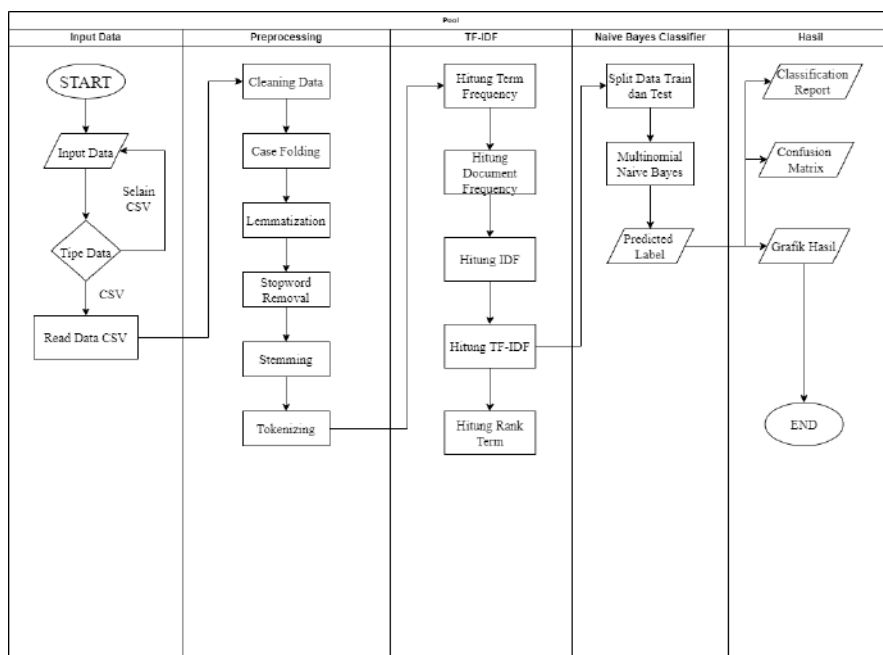 Pool
Input Data
Preprocessing
TF-IDF
Naive Bayes Classifier
Hasil
START
Input Data
Selain
CSV
Tipe Data
CSV
Read Data CSV
Cleaning Data
Case Folding
Lemmatization
Stopword
Removal
Stemming
Tokenizing
Hitung Term
Frequency
Hitung
Document
Frequency
Hitung IDF
Hitung TF-IDF
Hitung Rank
Term
Split Data Train
dan Test
Multinomial
Naive Bayes
Predicted
Label
Classification
Report
Confusion
Matrix
Grafik Hasil
END